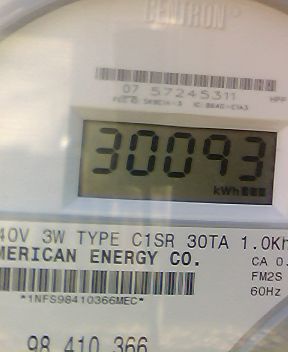 CENTRON®
07 57245311
30093
kWh
40V 3W TYPE C1SR 30TA 1.0Kh
MERICAN ENERGY CO.
CA 0.
FM2S
*1NFS98410366MEC*
60Hz
98 410 366